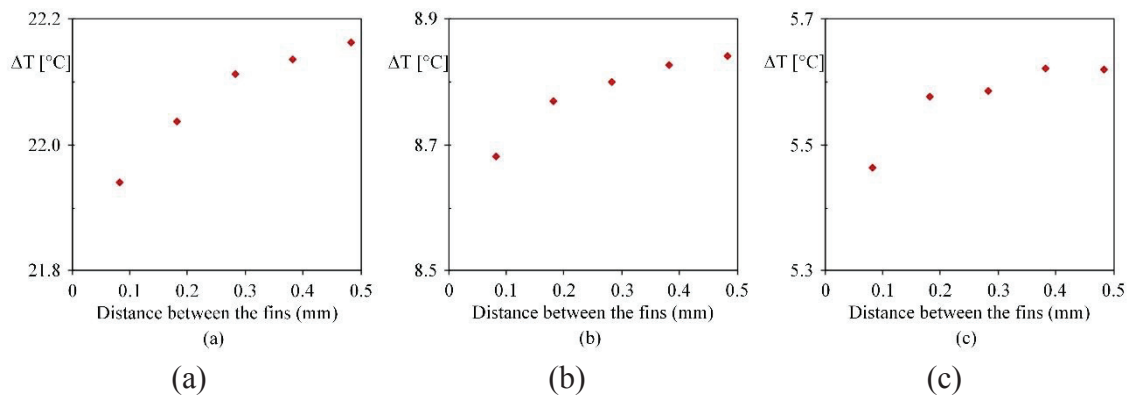 22.2
ΔT [°C]
22.0
21.8
0 0.1 0.2 0.3 0.4 0.5
Distance between the fins (mm)
(a)
8.9
ΔT [°C]
8.7
8.5
0 0.1 0.2 0.3 0.4 0.5
Distance between the fins (mm)
(b)
5.7
ΔT [°C]
5.5
5.3
0 0.1 0.2 0.3 0.4 0.5
Distance between the fins (mm)
(c)
(a) (b) (c)